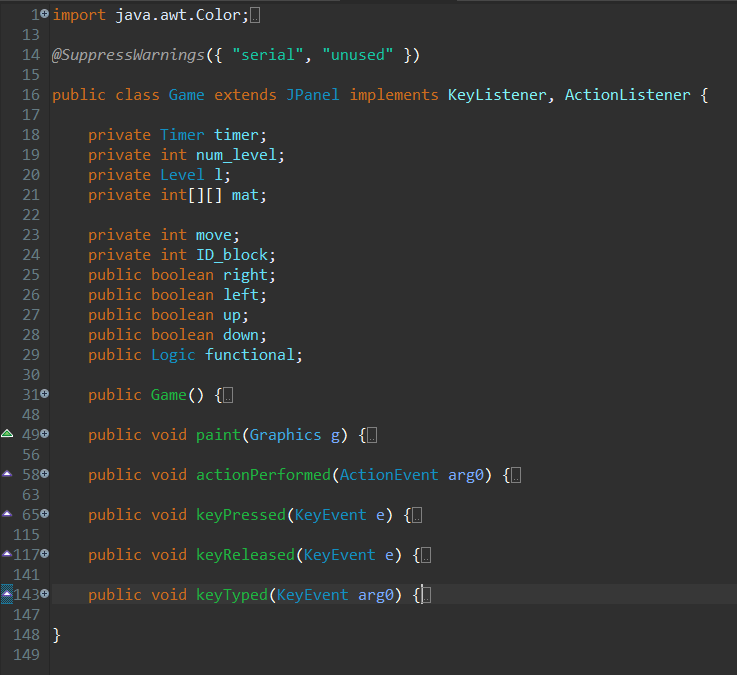 1 import java.awt.Color;
13
14 @SuppressWarnings({ "serial", "unused" })
15
16 public class Game extends JPanel implements KeyListener, ActionListener {
17
18 private Timer timer;
19 private int num_level;
20 private Level l;
21 private int[][] mat;
22
23 private int move;
24 private int ID_block;
25 public boolean right;
26 public boolean left;
27 public boolean up;
28 public boolean down;
29 public Logic functional;
30
31 public Game() {
48
49 public void paint(Graphics g) {
56
58 public void actionPerformed(ActionEvent arg0) {
63
65 public void keyPressed(KeyEvent e) {
115
117 public void keyReleased(KeyEvent e) {
141
143 public void keyTyped(KeyEvent arg0) {
147
148 }
149